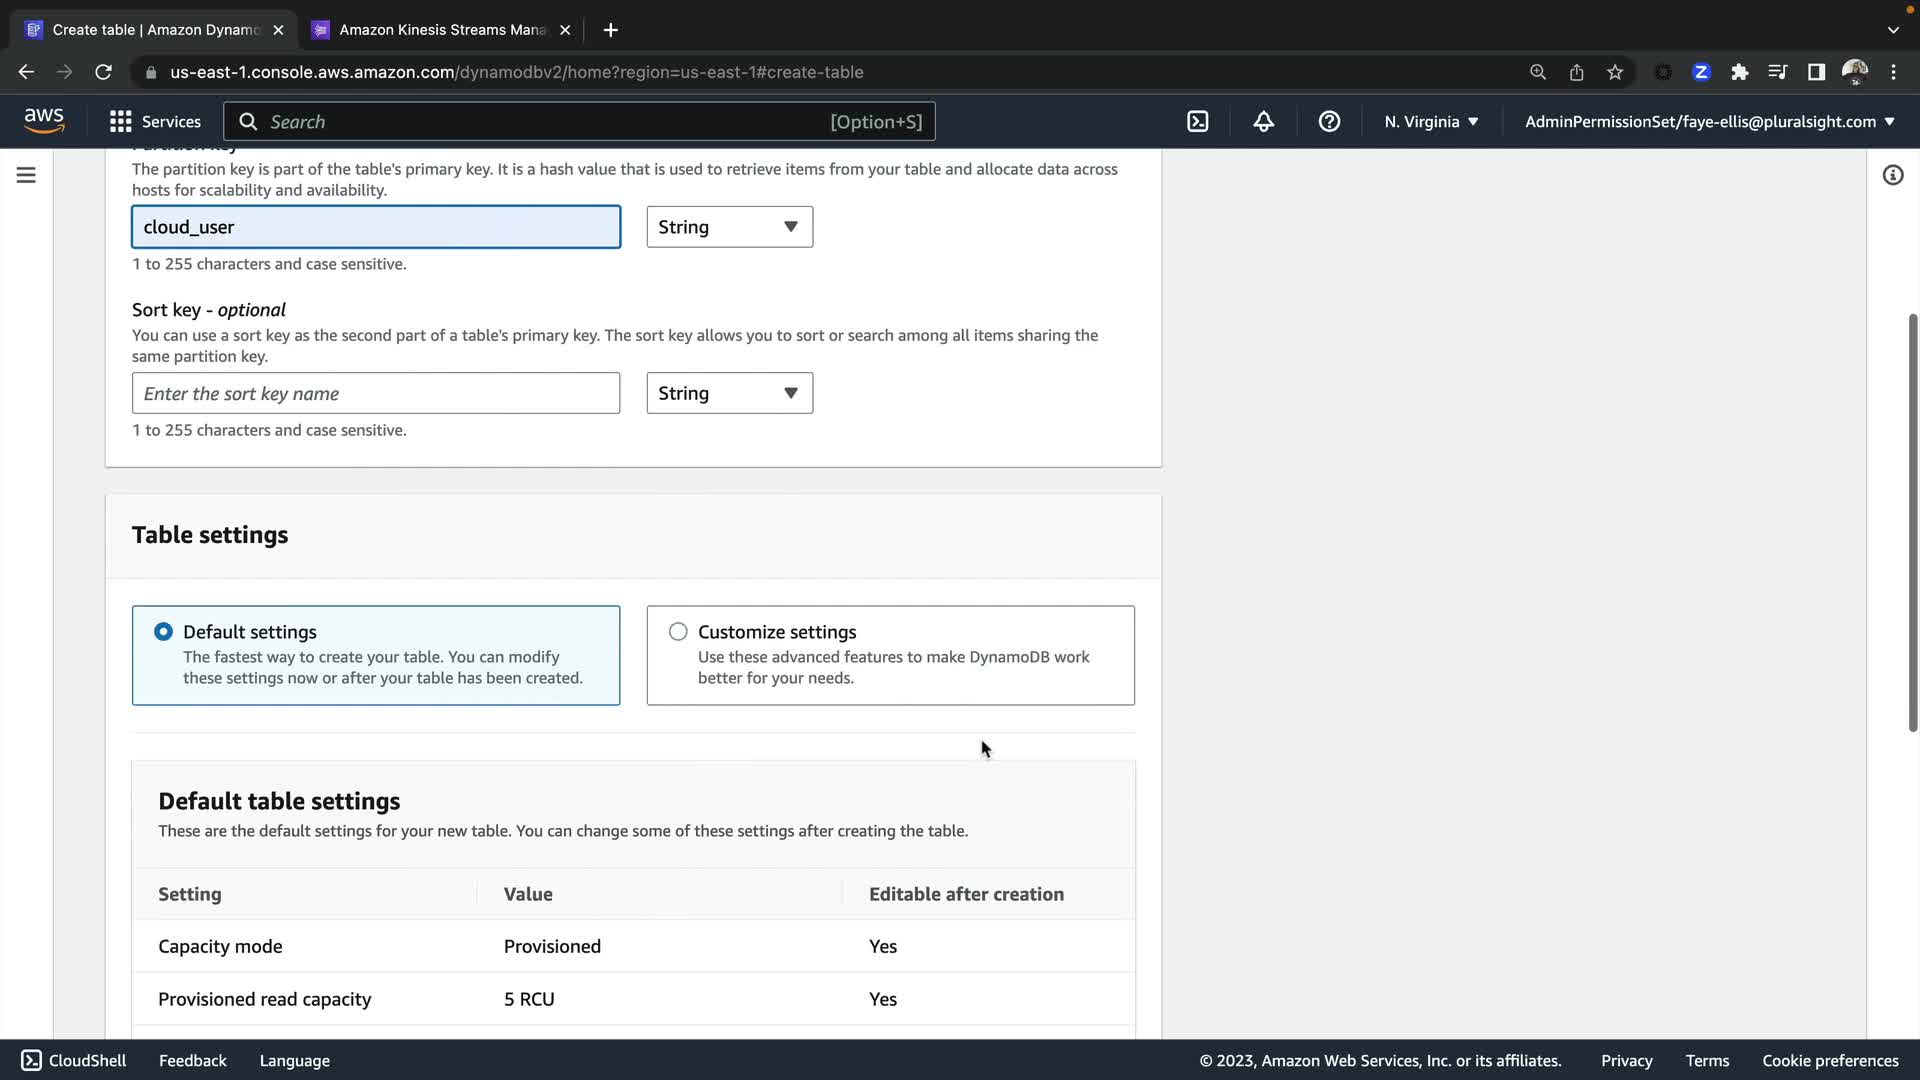 Create table | Amazon Dynamo
Amazon Kinesis Streams Mana
us-east-1.console.aws.amazon.com/dynamodbv2/home?region=us-east-1#create-table
aws
Services
Search
[Option+S]
N. Virginia
AdminPermissionSet/faye-ellis@pluralsight.com
Partition key
The partition key is part of the table's primary key. It is a hash value that is used to retrieve items from your table and allocate data across
hosts for scalability and availability.
cloud_user
String
1 to 255 characters and case sensitive.
Sort key - optional
You can use a sort key as the second part of a table's primary key. The sort key allows you to sort or search among all items sharing the
same partition key.
Enter the sort key name
String
1 to 255 characters and case sensitive.
Table settings
Default settings
The fastest way to create your table. You can modify
these settings now or after your table has been created.
Customize settings
Use these advanced features to make DynamoDB work
better for your needs.
Default table settings
These are the default settings for your new table. You can change some of these settings after creating the table.
Setting
Value
Editable after creation
Capacity mode
Provisioned
Yes
Provisioned read capacity
5 RCU
Yes
CloudShell
Feedback
Language
© 2023, Amazon Web Services, Inc. or its affiliates.
Privacy
Terms
Cookie preferences